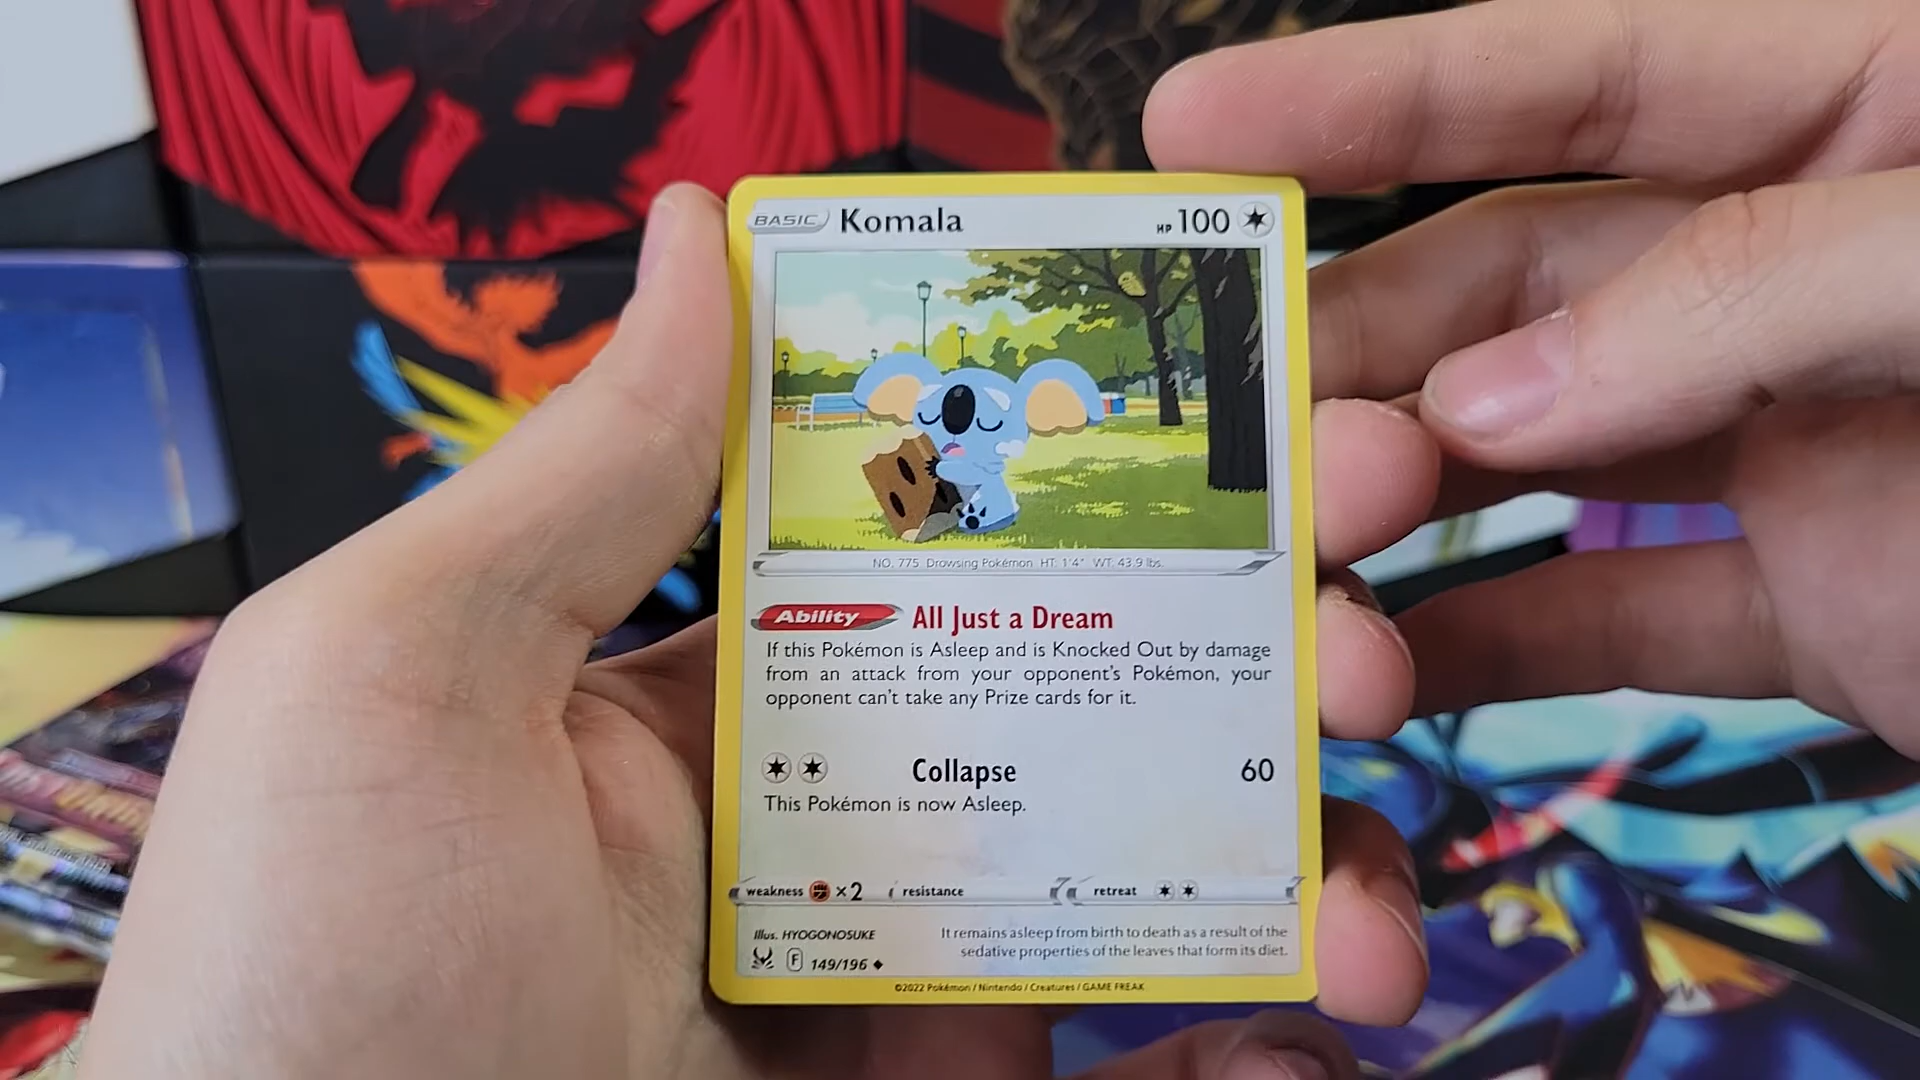 BASIC Komala HP 100
NO. 775 Drowsing Pokémon HT: 1'4" WT: 43.9 lbs.
Ability All Just a Dream
If this Pokémon is Asleep and is Knocked Out by damage
from an attack from your opponent's Pokémon, your
opponent can't take any Prize cards for it.
Collapse 60
This Pokémon is now Asleep.
weakness ×2 resistance retreat
Illus. HYOGONOSUKE
It remains asleep from birth to death as a result of the
sedative properties of the leaves that form its diet.
F 149/196
©2022 Pokémon / Nintendo / Creatures / GAME FREAK